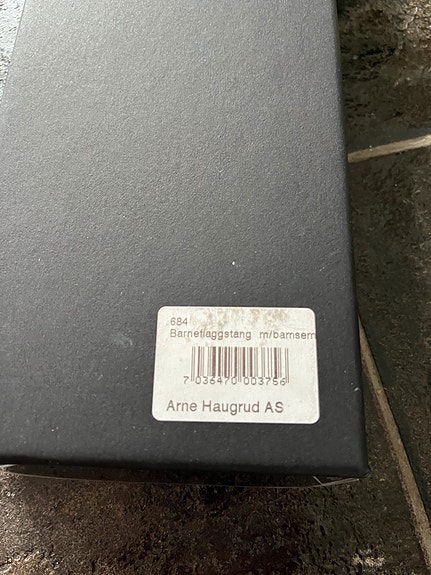 684
Barneflaggstang m/bamsem
7 036470 003756
Arne Haugrud AS